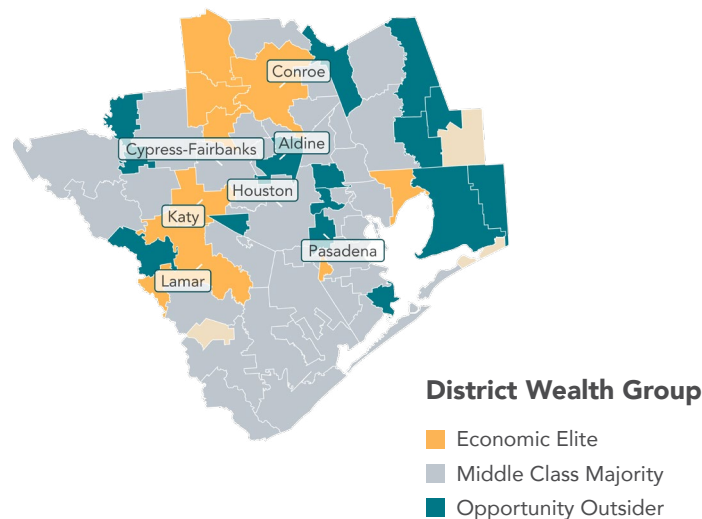 Conroe
Aldine
Cypress-Fairbanks
Houston
Katy
Pasadena
Lamar
District Wealth Group
Economic Elite
Middle Class Majority
Opportunity Outsider